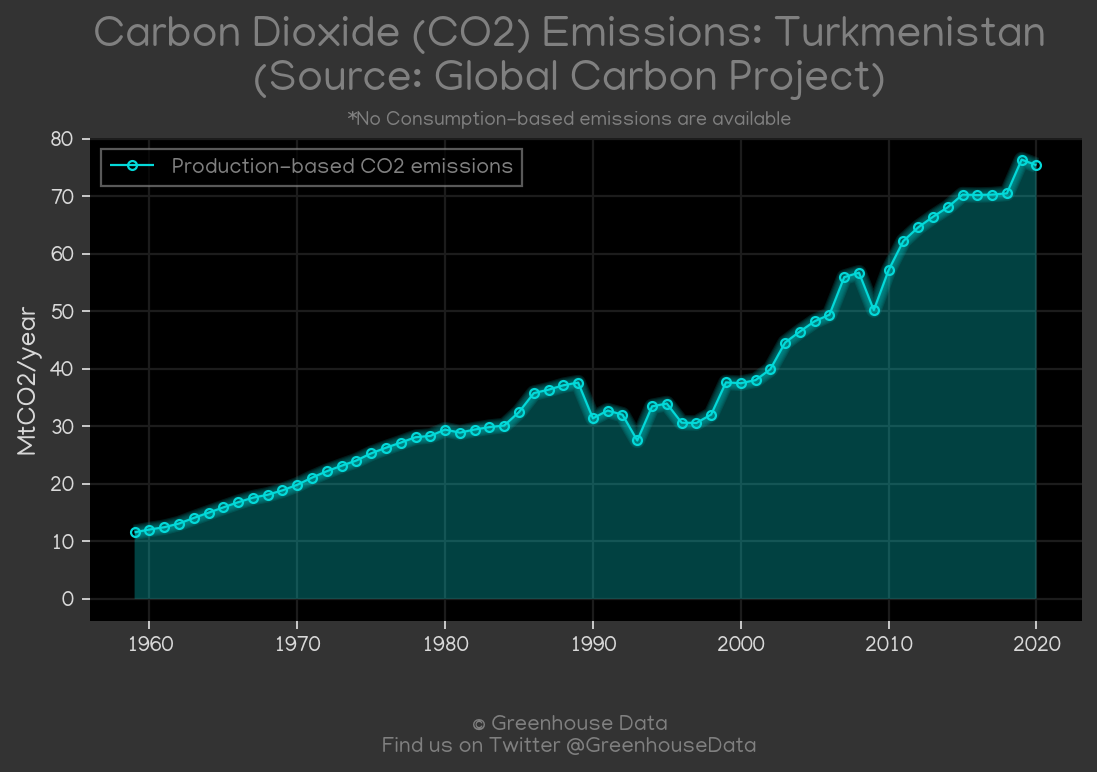 Carbon Dioxide (CO2) Emissions: Turkmenistan
(Source: Global Carbon Project)
*No Consumption-based emissions are available
Production-based CO2 emissions
MtCO2/year
80
70
60
50
40
30
20
10
0
1960 1970 1980 1990 2000 2010 2020
© Greenhouse Data
Find us on Twitter @GreenhouseData